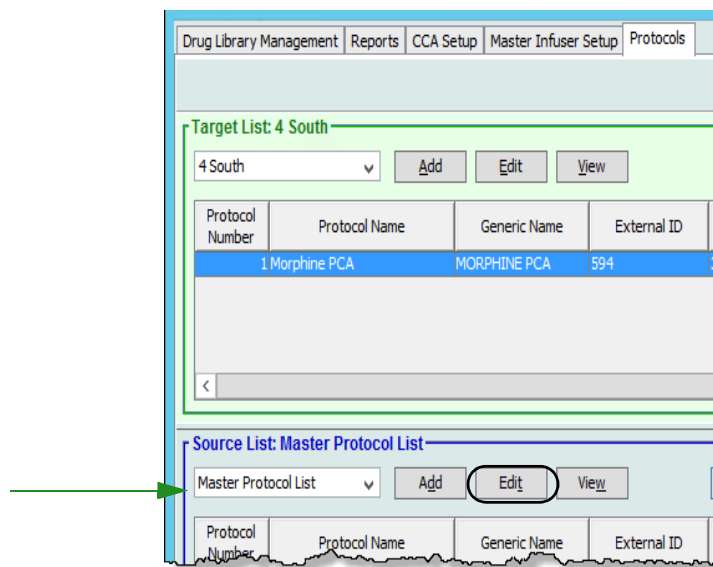 Drug Library Management Reports CCA Setup Master Infuser Setup Protocols
Target List: 4 South
4 South Add Edit View
Protocol Number Protocol Name Generic Name External ID
1 Morphine PCA MORPHINE PCA 594
Source List: Master Protocol List
Master Protocol List Add Edit View
Protocol Number Protocol Name Generic Name External ID